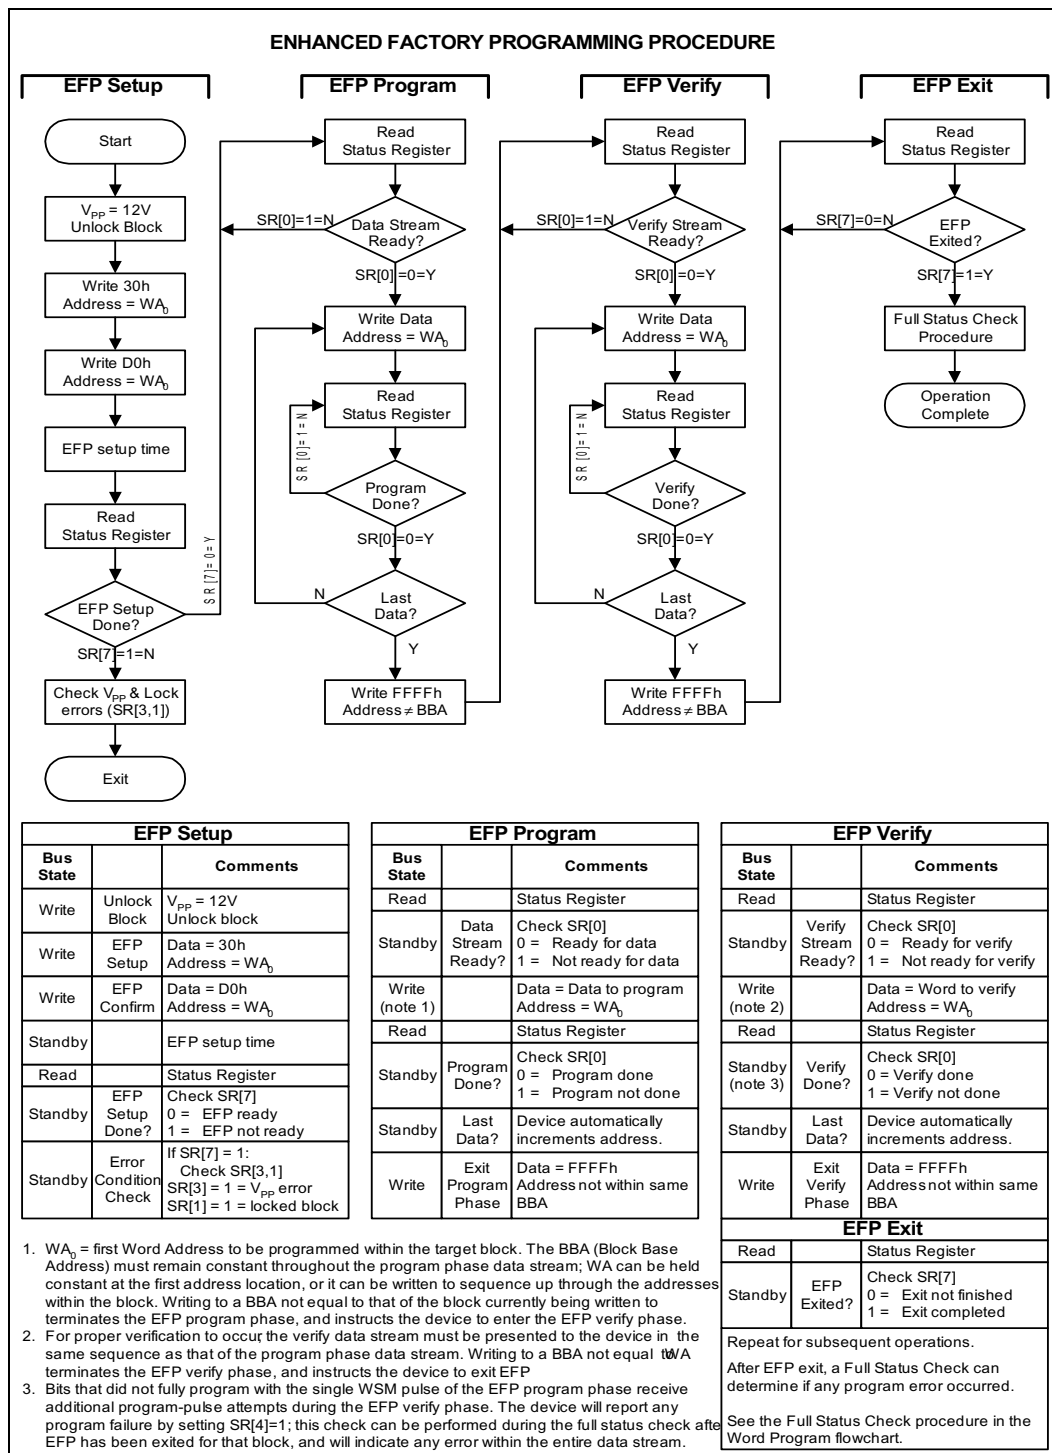 ENHANCED FACTORY PROGRAMMING PROCEDURE
EFP Setup
Start
VPP = 12V
Unlock Block
Write 30h
Address = WA0
Write D0h
Address = WA0
EFP setup time
Read
Status Register
EFP Setup
Done?
SR[7]=0=Y
SR[7]=1=N
Check VPP & Lock
errors (SR[3,1])
Exit
EFP Program
Read
Status Register
SR[0]=1=N
Data Stream
Ready?
SR[0]=0=Y
Write Data
Address = WA0
Read
Status Register
SR[0]=1=N
Program
Done?
SR[0]=0=Y
N
Last
Data?
Y
Write FFFFh
Address ≠ BBA
EFP Verify
Read
Status Register
SR[0]=1=N
Verify Stream
Ready?
SR[0]=0=Y
Write Data
Address = WA0
Read
Status Register
SR[0]=1=N
Verify
Done?
SR[0]=0=Y
N
Last
Data?
Y
Write FFFFh
Address ≠ BBA
EFP Exit
Read
Status Register
SR[7]=0=N
EFP
Exited?
SR[7]=1=Y
Full Status Check
Procedure
Operation
Complete
EFP Setup
Bus State Comments
Write Unlock Block VPP = 12V
Unlock block
Write EFP Setup Data = 30h
Address = WA0
Write EFP Confirm Data = D0h
Address = WA0
Standby EFP setup time
Read Status Register
Standby EFP Setup Done? Check SR[7]
0 = EFP ready
1 = EFP not ready
Standby Error Condition Check If SR[7] = 1:
Check SR[3,1]
SR[3] = 1 = VPP error
SR[1] = 1 = locked block
EFP Program
Bus State Comments
Read Status Register
Standby Data Stream Ready? Check SR[0]
0 = Ready for data
1 = Not ready for data
Write (note 1) Data = Data to program
Address = WA0
Read Status Register
Standby Program Done? Check SR[0]
0 = Program done
1 = Program not done
Standby Last Data? Device automatically
increments address.
Write Exit Program Phase Data = FFFFh
Address not within same
BBA
EFP Verify
Bus State Comments
Read Status Register
Standby Verify Stream Ready? Check SR[0]
0 = Ready for verify
1 = Not ready for verify
Write (note 2) Data = Word to verify
Address = WA0
Read Status Register
Standby (note 3) Verify Done? Check SR[0]
0 = Verify done
1 = Verify not done
Standby Last Data? Device automatically
increments address.
Write Exit Verify Phase Data = FFFFh
Address not within same
BBA
EFP Exit
Read Status Register
Standby EFP Exited? Check SR[7]
0 = Exit not finished
1 = Exit completed
Repeat for subsequent operations.
After EFP exit, a Full Status Check can
determine if any program error occurred.
See the Full Status Check procedure in the
Word Program flowchart.
1. WA0 = first Word Address to be programmed within the target block. The BBA (Block Base
Address) must remain constant throughout the program phase data stream; WA can be held
constant at the first address location, or it can be written to sequence up through the addresses
within the block. Writing to a BBA not equal to that of the block currently being written to
terminates the EFP program phase, and instructs the device to enter the EFP verify phase.
2. For proper verification to occur, the verify data stream must be presented to the device in the
same sequence as that of the program phase data stream. Writing to a BBA not equal to WA
terminates the EFP verify phase, and instructs the device to exit EFP
3. Bits that did not fully program with the single WSM pulse of the EFP program phase receive
additional program-pulse attempts during the EFP verify phase. The device will report any
program failure by setting SR[4]=1; this check can be performed during the full status check afte
EFP has been exited for that block, and will indicate any error within the entire data stream.